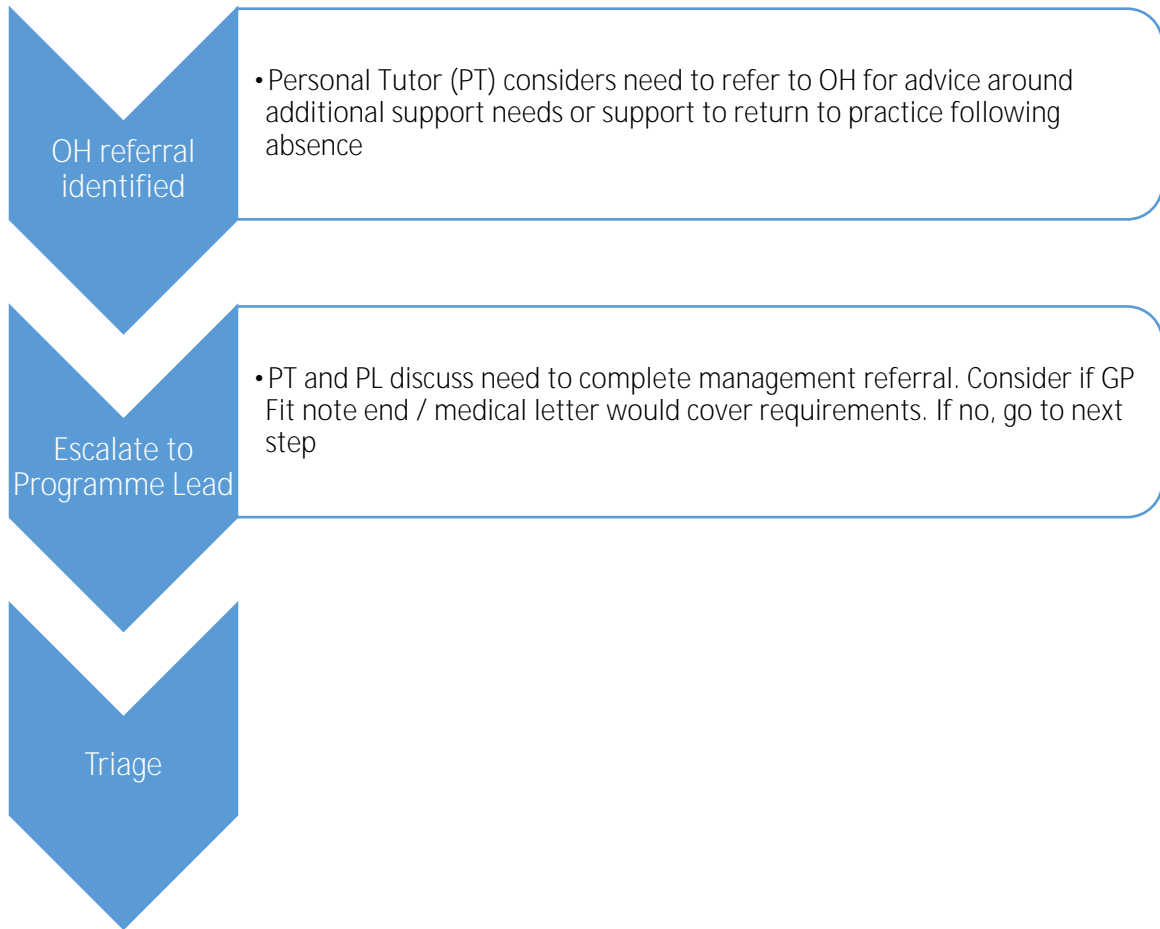 OH referral
identified
•Personal Tutor (PT) considers need to refer to OH for advice around
additional support needs or support to return to practice following
absence
Escalate to
Programme Lead
•PT and PL discuss need to complete management referral. Consider if GP
Fit note end / medical letter would cover requirements. If no, go to next
step
Triage